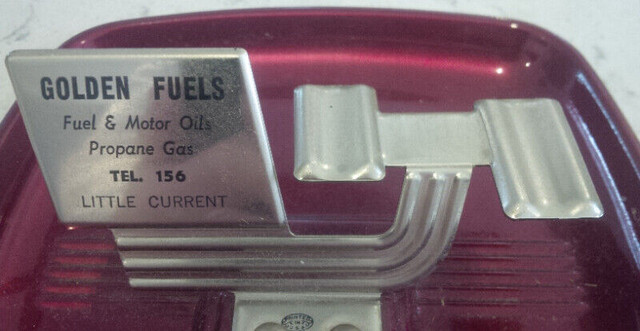 GOLDEN FUELS
Fuel & Motor Oils
Propane Gas
TEL. 156
LITTLE CURRENT